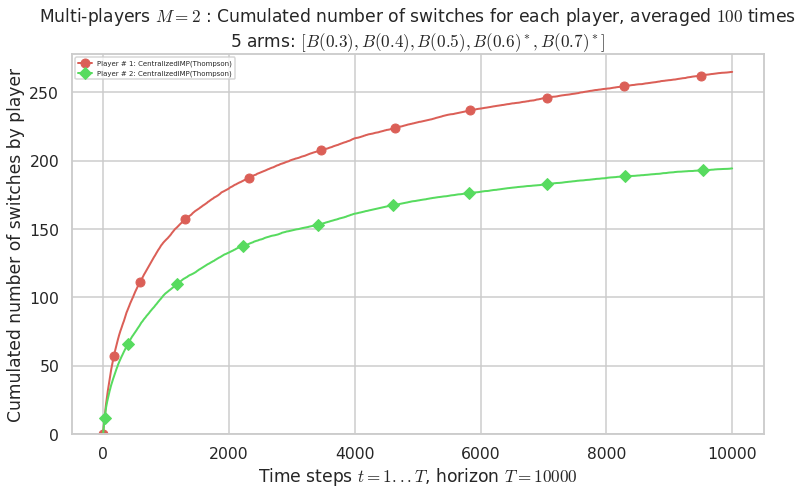 Multi-players M = 2 : Cumulated number of switches for each player, averaged 100 times
5 arms: [B(0.3), B(0.4), B(0.5), B(0.6)*, B(0.7)*]
Player # 1: CentralizedIMP(Thompson)
Player # 2: CentralizedIMP(Thompson)
Cumulated number of switches by player
250
200
150
100
50
0
0 2000 4000 6000 8000 10000
Time steps t = 1...T, horizon T = 10000